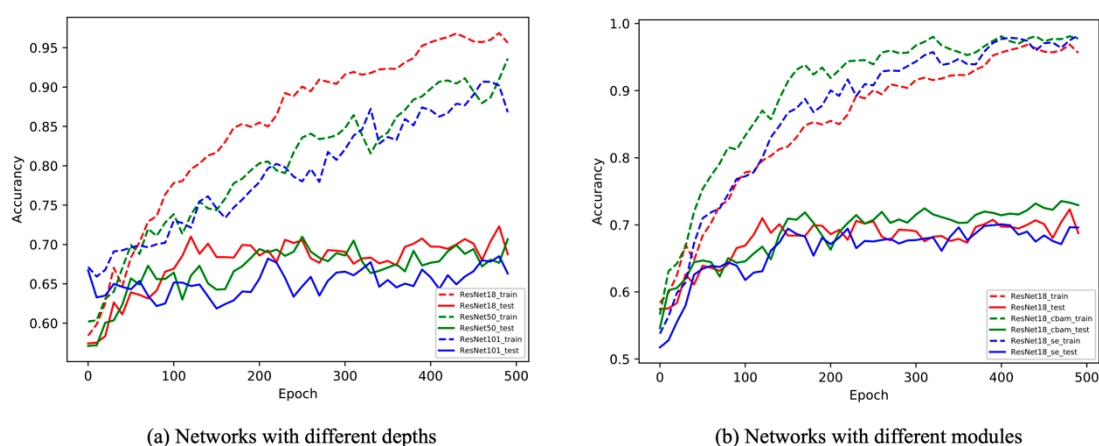 0.95
0.90
0.85
0.80
0.75
0.70
0.65
0.60
Accurancy
0 100 200 300 400 500
Epoch
ResNet18_train
ResNet18_test
ResNet50_train
ResNet50_test
ResNet101_train
ResNet101_test
(a) Networks with different depths
1.0
0.9
0.8
0.7
0.6
0.5
Accurancy
0 100 200 300 400 500
Epoch
ResNet18_train
ResNet18_test
ResNet18_cbam_train
ResNet18_cbam_test
ResNet18_se_train
ResNet18_se_test
(b) Networks with different modules